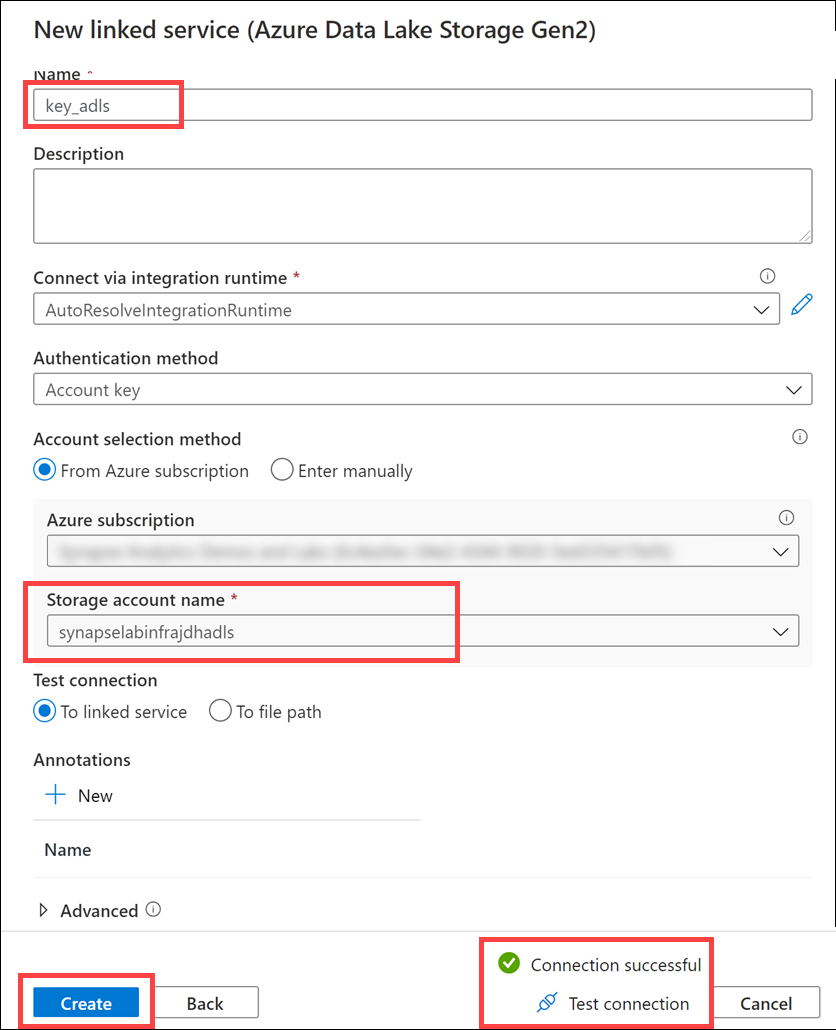 New linked service (Azure Data Lake Storage Gen2)
Name *
key_adls
Description
Connect via integration runtime *
AutoResolveIntegrationRuntime
Authentication method
Account key
Account selection method
From Azure subscription Enter manually
Azure subscription
Storage account name *
synapselabinfrajdhadls
Test connection
To linked service To file path
Annotations
New
Name
Advanced
Connection successful
Create Back Test connection Cancel